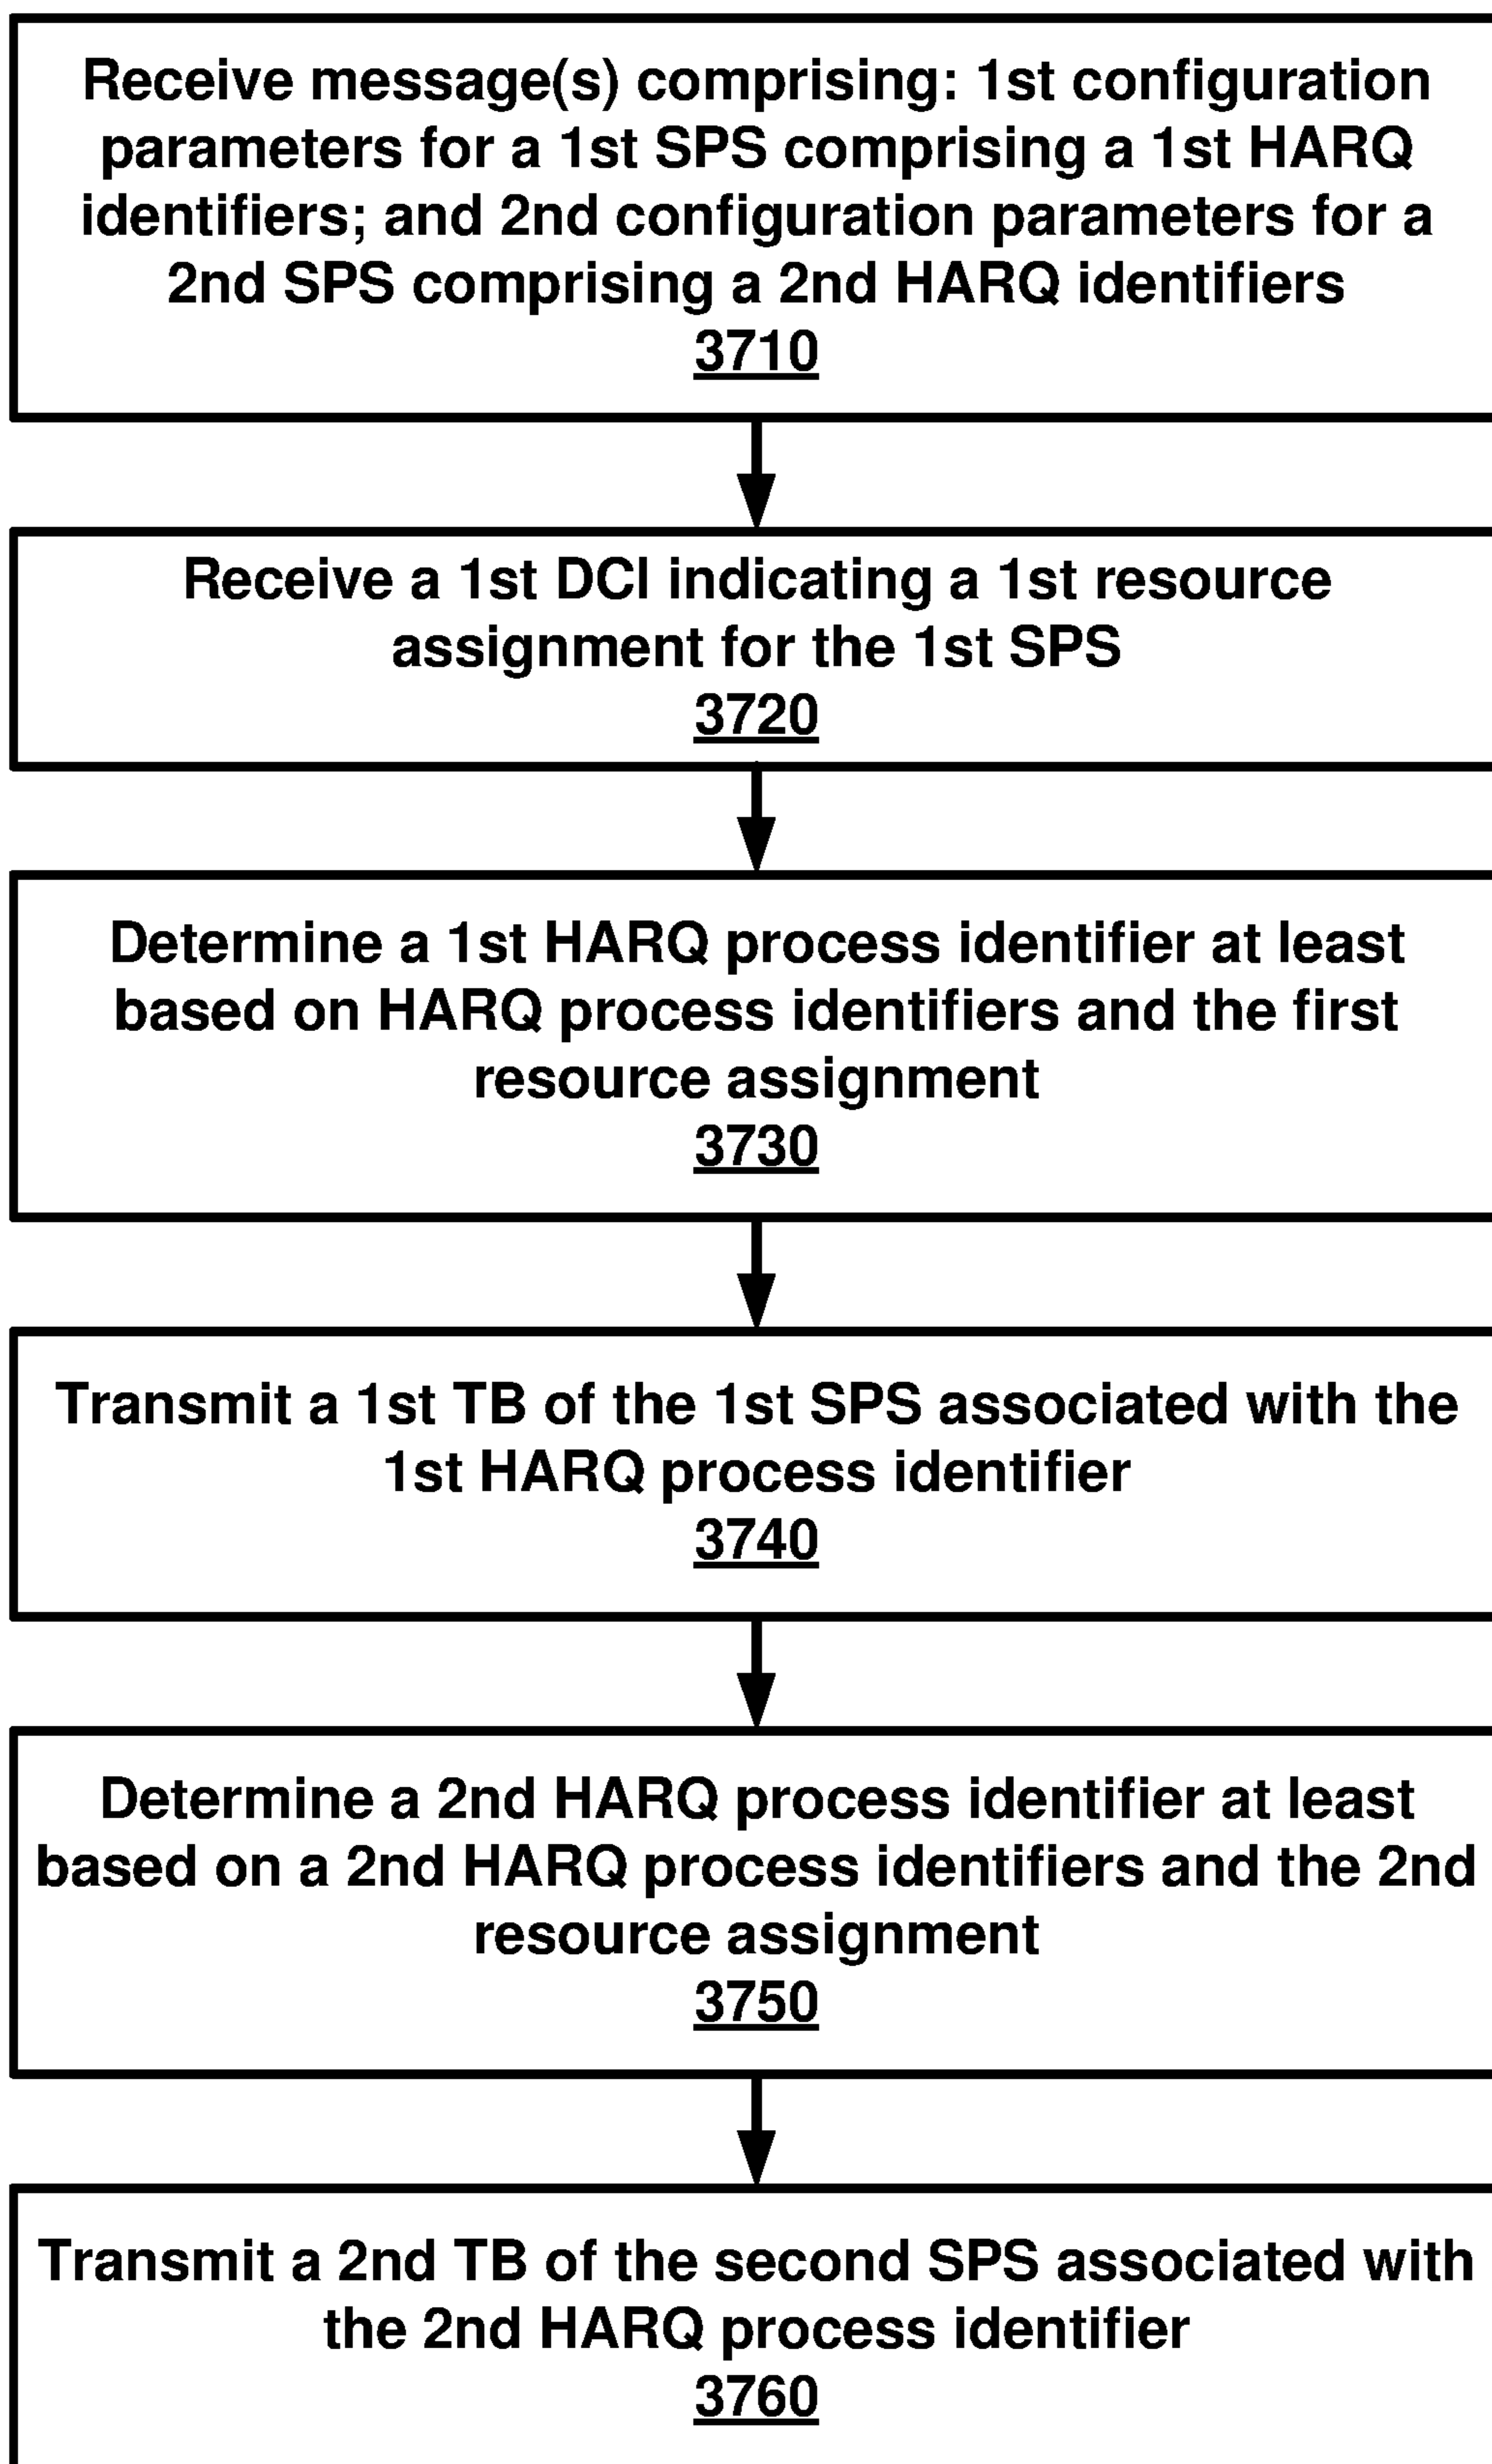 Receive message(s) comprising: 1st configuration
parameters for a 1st SPS comprising a 1st HARQ
identifiers; and 2nd configuration parameters for a
2nd SPS comprising a 2nd HARQ identifiers
3710
Receive a 1st DCI indicating a 1st resource
assignment for the 1st SPS
3720
Determine a 1st HARQ process identifier at least
based on HARQ process identifiers and the first
resource assignment
3730
Transmit a 1st TB of the 1st SPS associated with the
1st HARQ process identifier
3740
Determine a 2nd HARQ process identifier at least
based on a 2nd HARQ process identifiers and the 2nd
resource assignment
3750
Transmit a 2nd TB of the second SPS associated with
the 2nd HARQ process identifier
3760